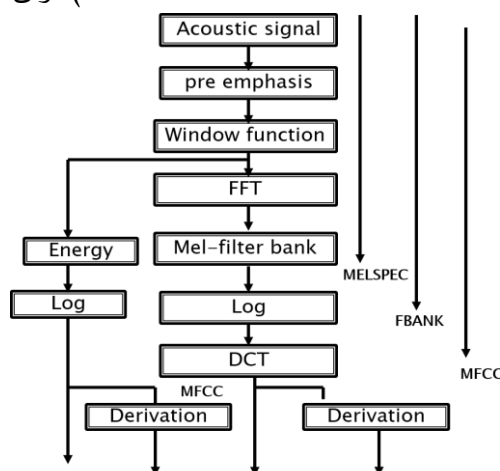 Acoustic signal
pre emphasis
Window function
FFT
Energy
Mel-filter bank
MELSPEC
Log
Log
FBANK
DCT
MFCC
MFCC
Derivation
Derivation